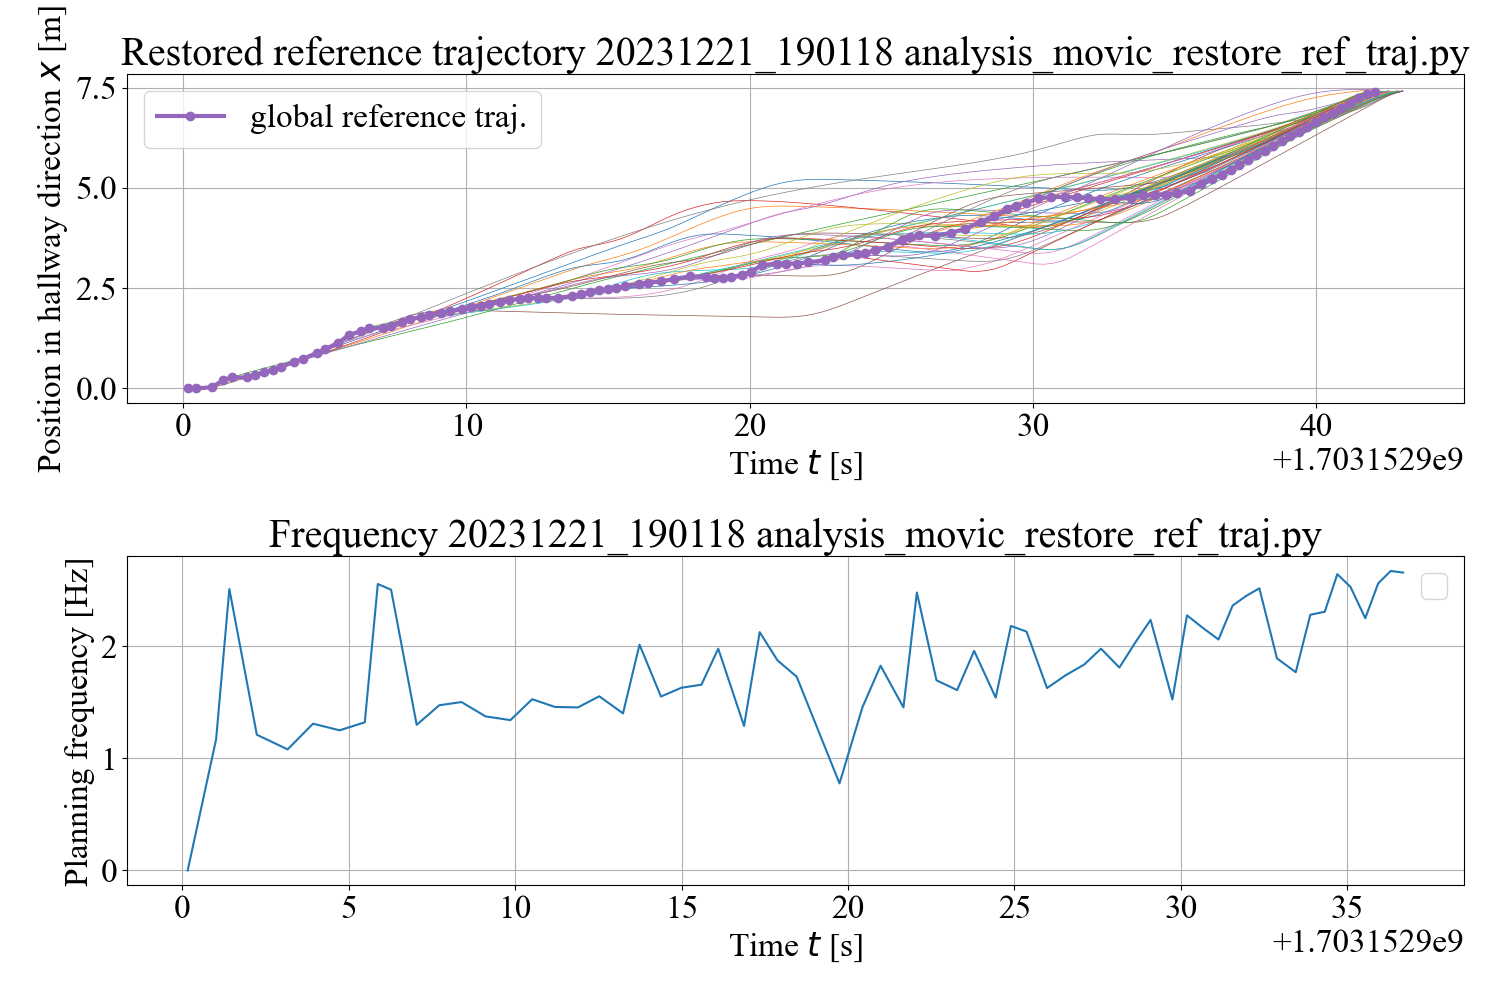 Restored reference trajectory 20231221_190118 analysis_movic_restore_ref_traj.py
Position in hallway direction x [m]
7.5
5.0
2.5
0.0
global reference traj.
0 10 20 30 40
Time t [s]
+1.7031529e9
Frequency 20231221_190118 analysis_movic_restore_ref_traj.py
Planning frequency [Hz]
2
1
0
0 5 10 15 20 25 30 35
Time t [s]
+1.7031529e9